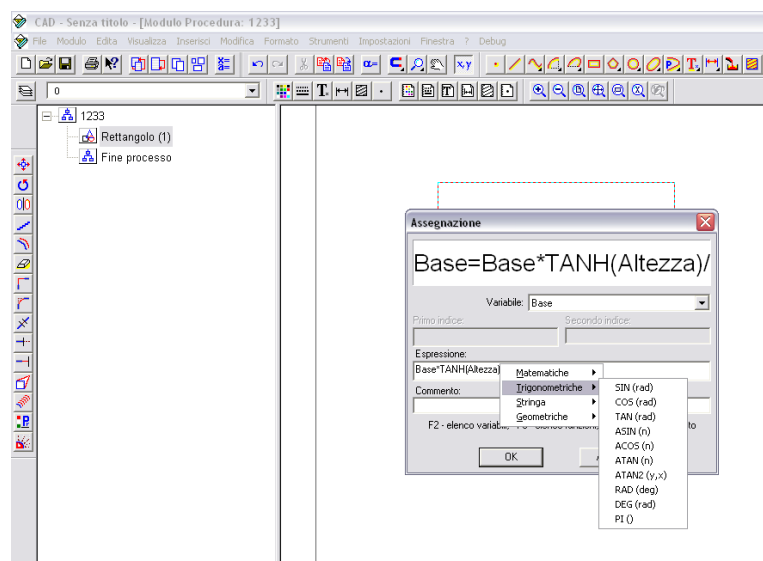 CAD - Senza titolo - [Modulo Procedura: 1233]
File Modulo Edita Visualizza Inserisci Modifica Formato Strumenti Impostazioni Finestra ? Debug
0
1233
Rettangolo (1)
Fine processo
Assegnazione
Base=Base*TANH(Altezza)/
Variabile: Base
Primo indice: Secondo indice:
Espressione:
Base*TANH(Altezza)
Commento:
F2 - elenco variabili,
OK
Matematiche
Trigonometriche
Stringa
Geometriche
SIN (rad)
COS (rad)
TAN (rad)
ASIN (n)
ACOS (n)
ATAN (n)
ATAN2 (y,x)
RAD (deg)
DEG (rad)
PI ()